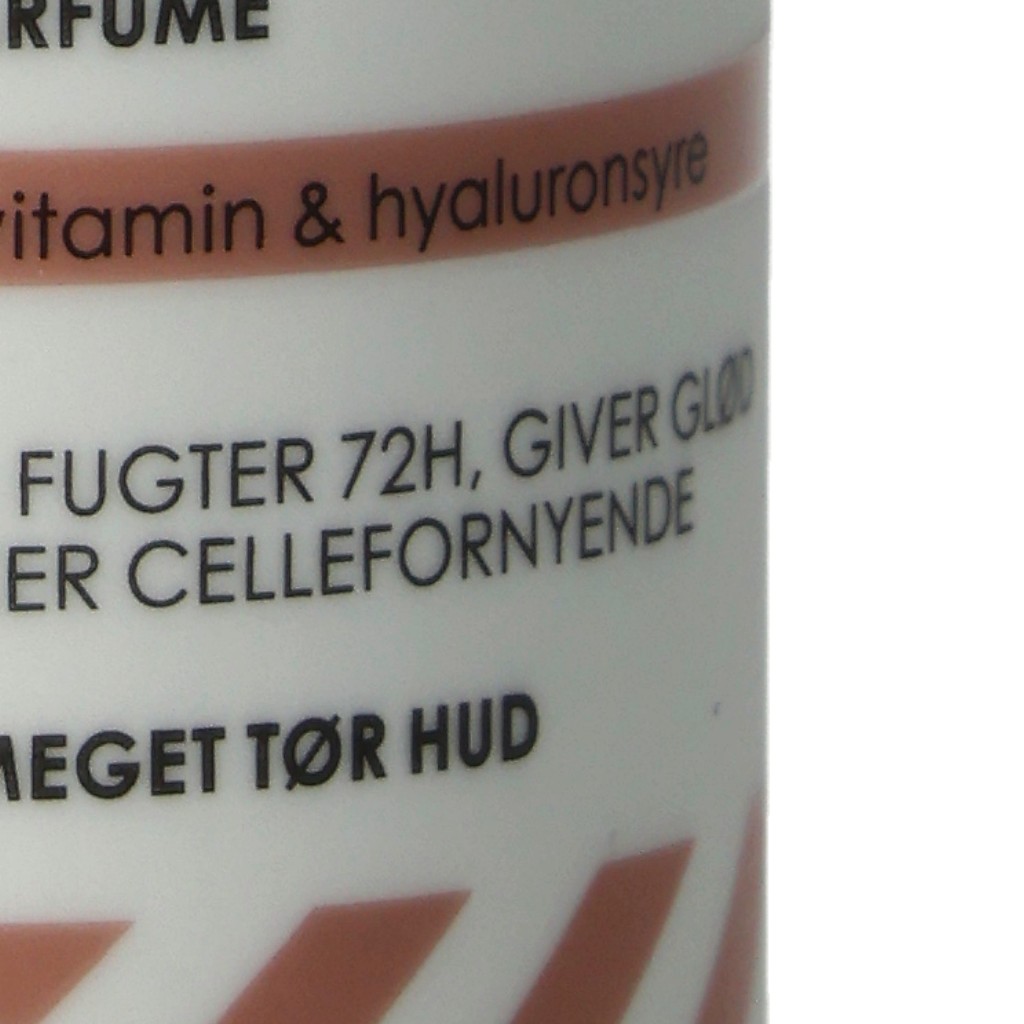 RFUME
vitamin & hyaluronsyre
FUGTER 72H, GIVER GLØD
ER CELLEFORNYENDE
MEGET TØR HUD